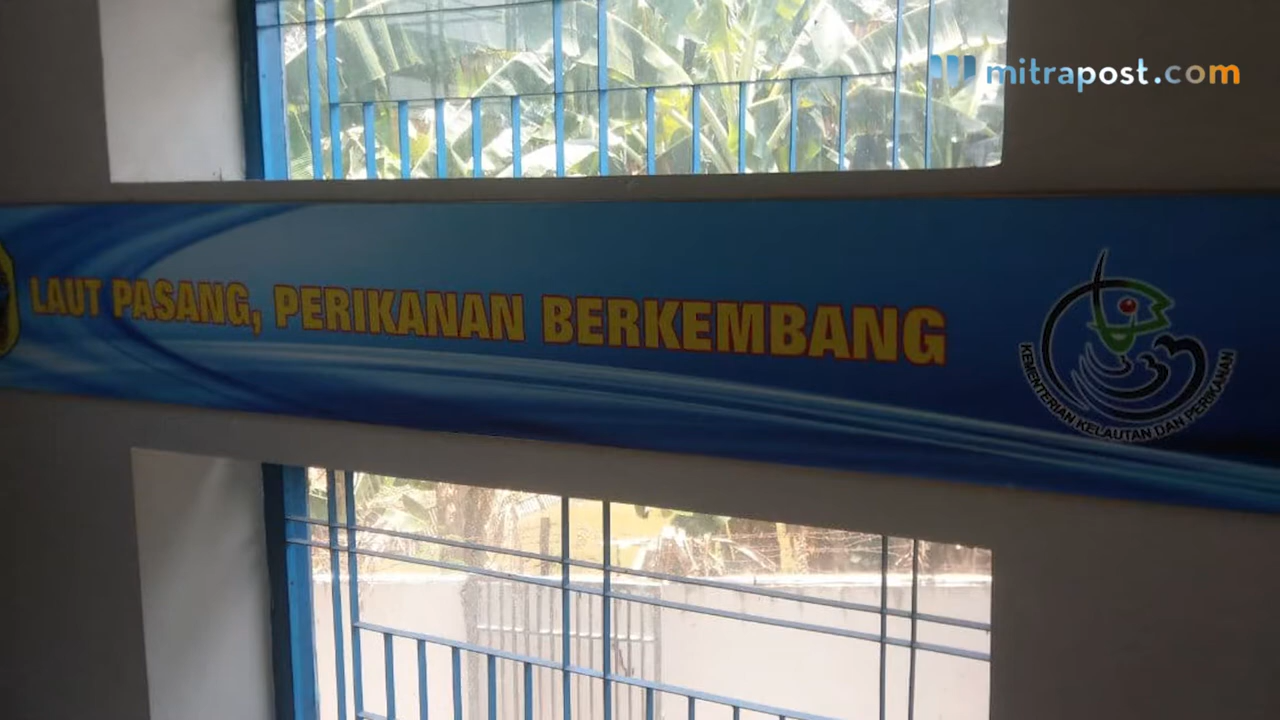 mitrapost.com
LAUT PASANG, PERIKANAN BERKEMBANG
KEMENTERIAN KELAUTAN DAN PERIKANAN